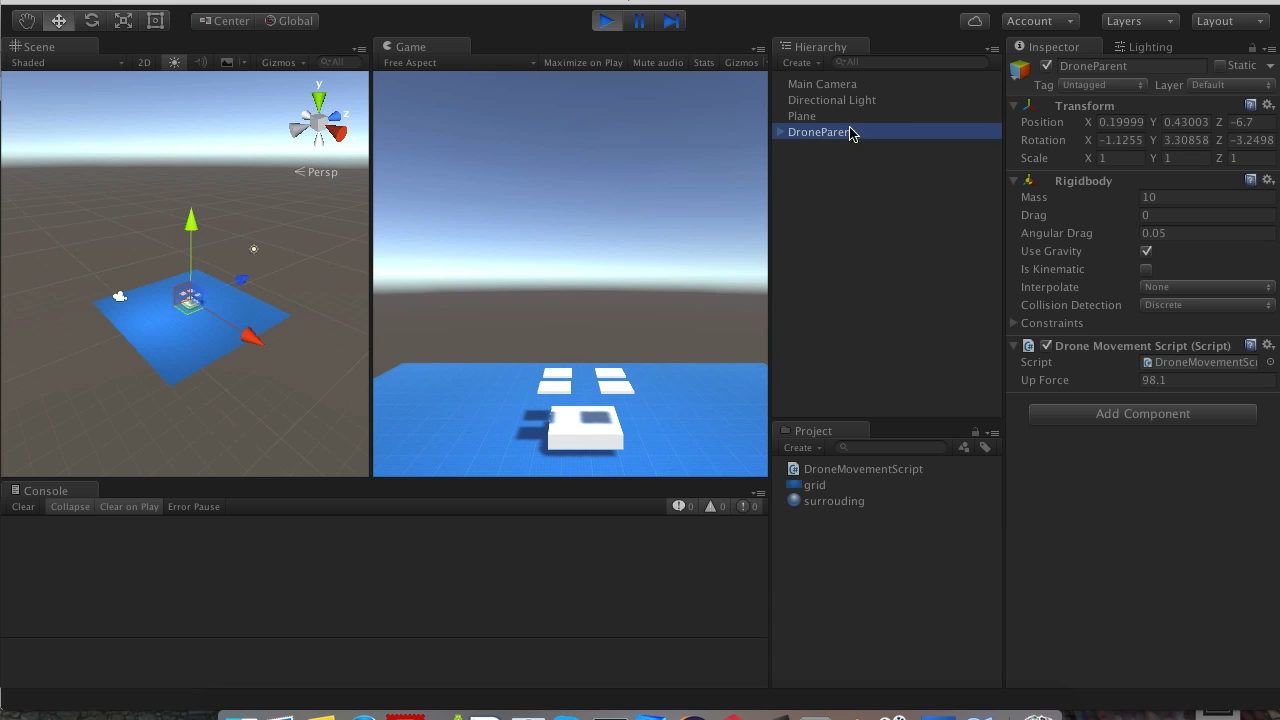 Center Global Account Layers Layout
Scene
Shaded 2D Gizmos All
y
z
x
Persp
Game
Free Aspect Maximize on Play Mute audio Stats Gizmos
Console
Clear Collapse Clear on Play Error Pause 0 0 0
Hierarchy
Create All
Main Camera
Directional Light
Plane
DroneParent
Project
Create
DroneMovementScript
grid
surrouding
Inspector Lighting
DroneParent Static
Tag Untagged Layer Default
Transform
Position X 0.19999 Y 0.43003 Z -6.7
Rotation X -1.1255 Y 3.30858 Z -3.2498
Scale X 1 Y 1 Z 1
Rigidbody
Mass 10
Drag 0
Angular Drag 0.05
Use Gravity
Is Kinematic
Interpolate None
Collision Detection Discrete
Constraints
Drone Movement Script (Script)
Script DroneMovementScr
Up Force 98.1
Add Component